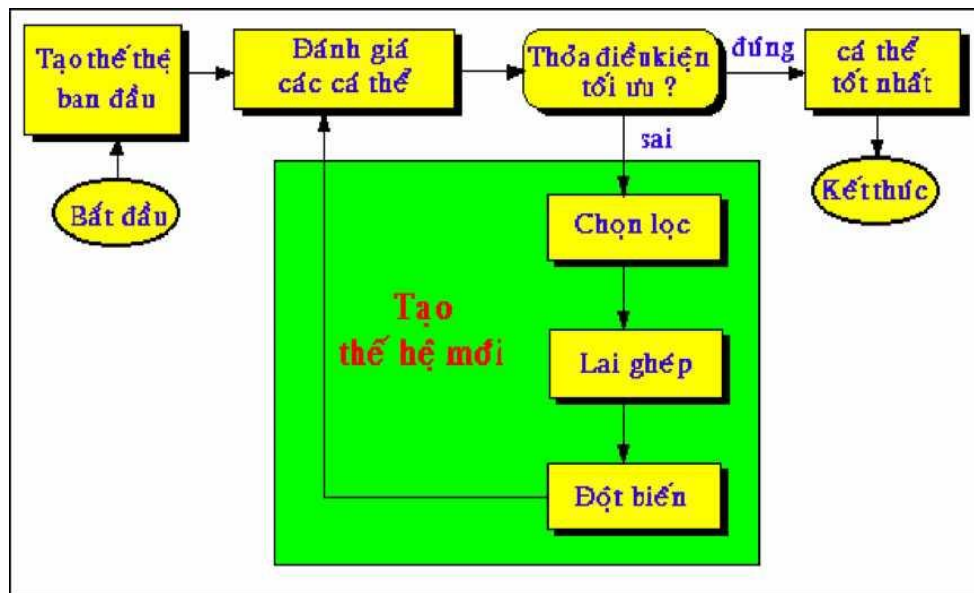 Tạo thế thệ
ban đầu
Đánh giá
các cá thể
Thỏa điều kiện
tối ưu ?
đúng
cá thể
tốt nhất
sai
Bắt đầu
Kết thúc
Chọn lọc
Tạo
thế hệ mới
Lai ghép
Đột biến